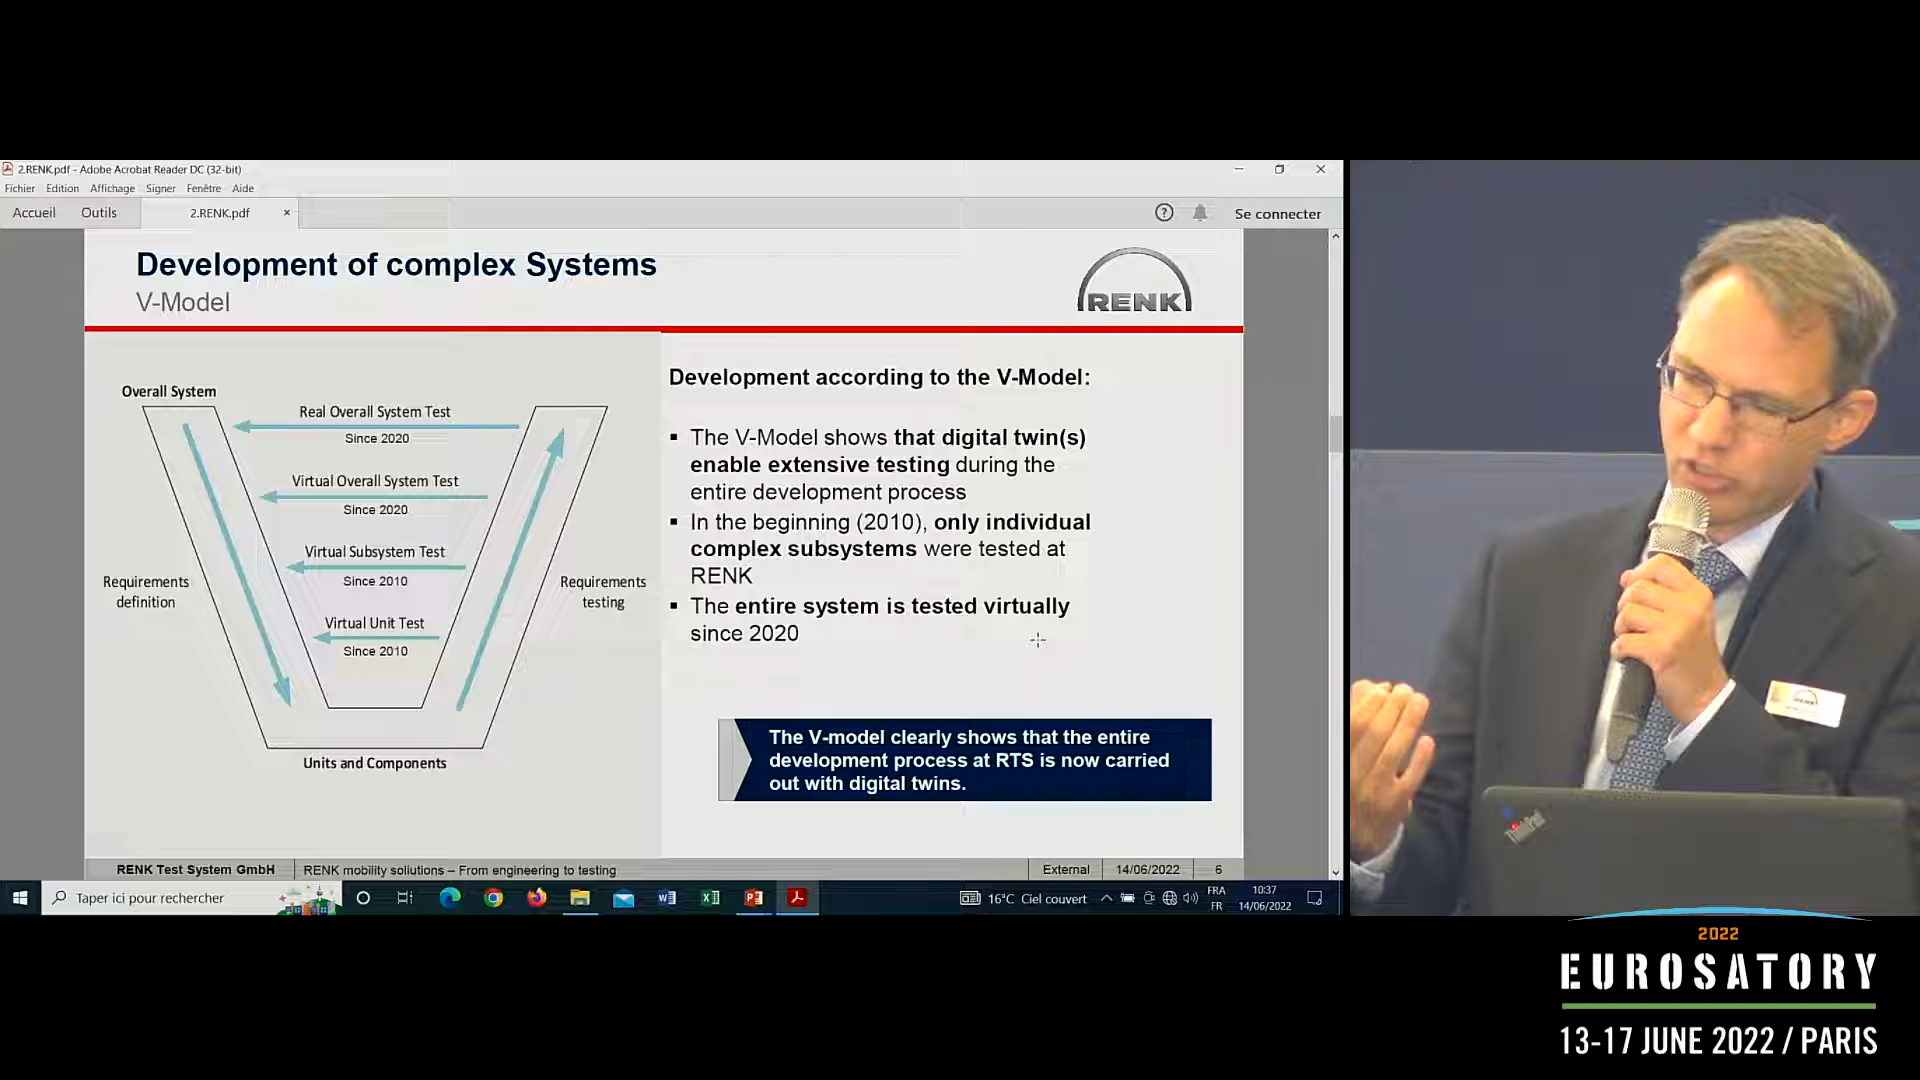 2.RENK.pdf - Adobe Acrobat Reader DC (32-bit)
Fichier Edition Affichage Signer Fenêtre Aide
Accueil Outils 2.RENK.pdf × Se connecter
Development of complex Systems
V-Model
RENK
Overall System
Real Overall System Test
Since 2020
Virtual Overall System Test
Since 2020
Virtual Subsystem Test
Since 2010
Requirements
definition
Requirements
testing
Virtual Unit Test
Since 2010
Units and Components
Development according to the V-Model:
▪ The V-Model shows that digital twin(s)
enable extensive testing during the
entire development process
▪ In the beginning (2010), only individual
complex subsystems were tested at
RENK
▪ The entire system is tested virtually
since 2020
The V-model clearly shows that the entire
development process at RTS is now carried
out with digital twins.
RENK Test System GmbH RENK mobility solutions – From engineering to testing External 14/06/2022 6
Taper ici pour rechercher
16°C Ciel couvert
FRA
FR
10:37
14/06/2022
ThinkPad
RENK
2022
EUROSATORY
13-17 JUNE 2022 / PARIS